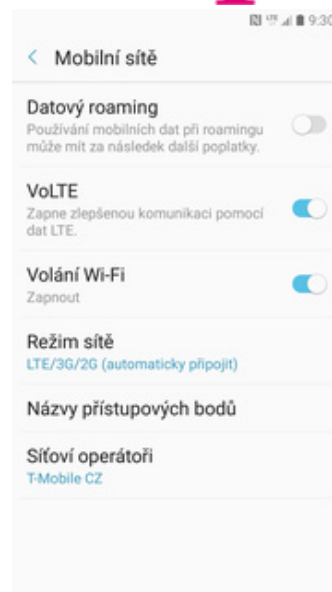 9:30
Mobilní sítě
Datový roaming
Používání mobilních dat při roamingu
může mít za následek další poplatky.
VoLTE
Zapne zlepšenou komunikaci pomocí
dat LTE.
Volání Wi-Fi
Zapnout
Režim sítě
LTE/3G/2G (automaticky připojit)
Názvy přístupových bodů
Síťoví operátoři
T-Mobile CZ